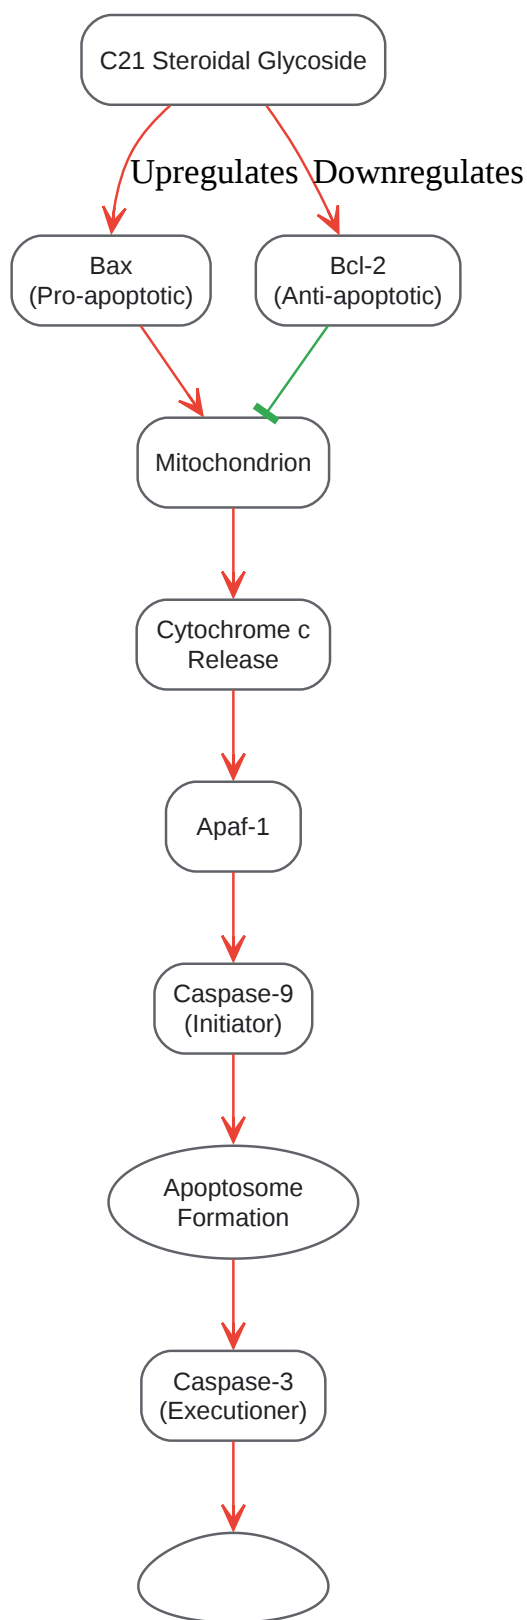 C21 Steroidal Glycoside
Upregulates
Downregulates
Bax
(Pro-apoptotic)
Bcl-2
(Anti-apoptotic)
Mitochondrion
Cytochrome c
Release
Apaf-1
Caspase-9
(Initiator)
Apoptosome
Formation
Caspase-3
(Executioner)